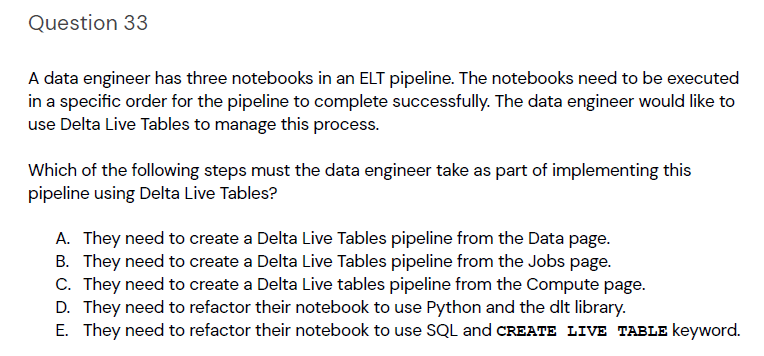 Question 33
A data engineer has three notebooks in an ELT pipeline. The notebooks need to be executed
in a specific order for the pipeline to complete successfully. The data engineer would like to
use Delta Live Tables to manage this process.
Which of the following steps must the data engineer take as part of implementing this
pipeline using Delta Live Tables?
A. They need to create a Delta Live Tables pipeline from the Data page.
B. They need to create a Delta Live Tables pipeline from the Jobs page.
C. They need to create a Delta Live tables pipeline from the Compute page.
D. They need to refactor their notebook to use Python and the dlt library.
E. They need to refactor their notebook to use SQL and CREATE LIVE TABLE keyword.